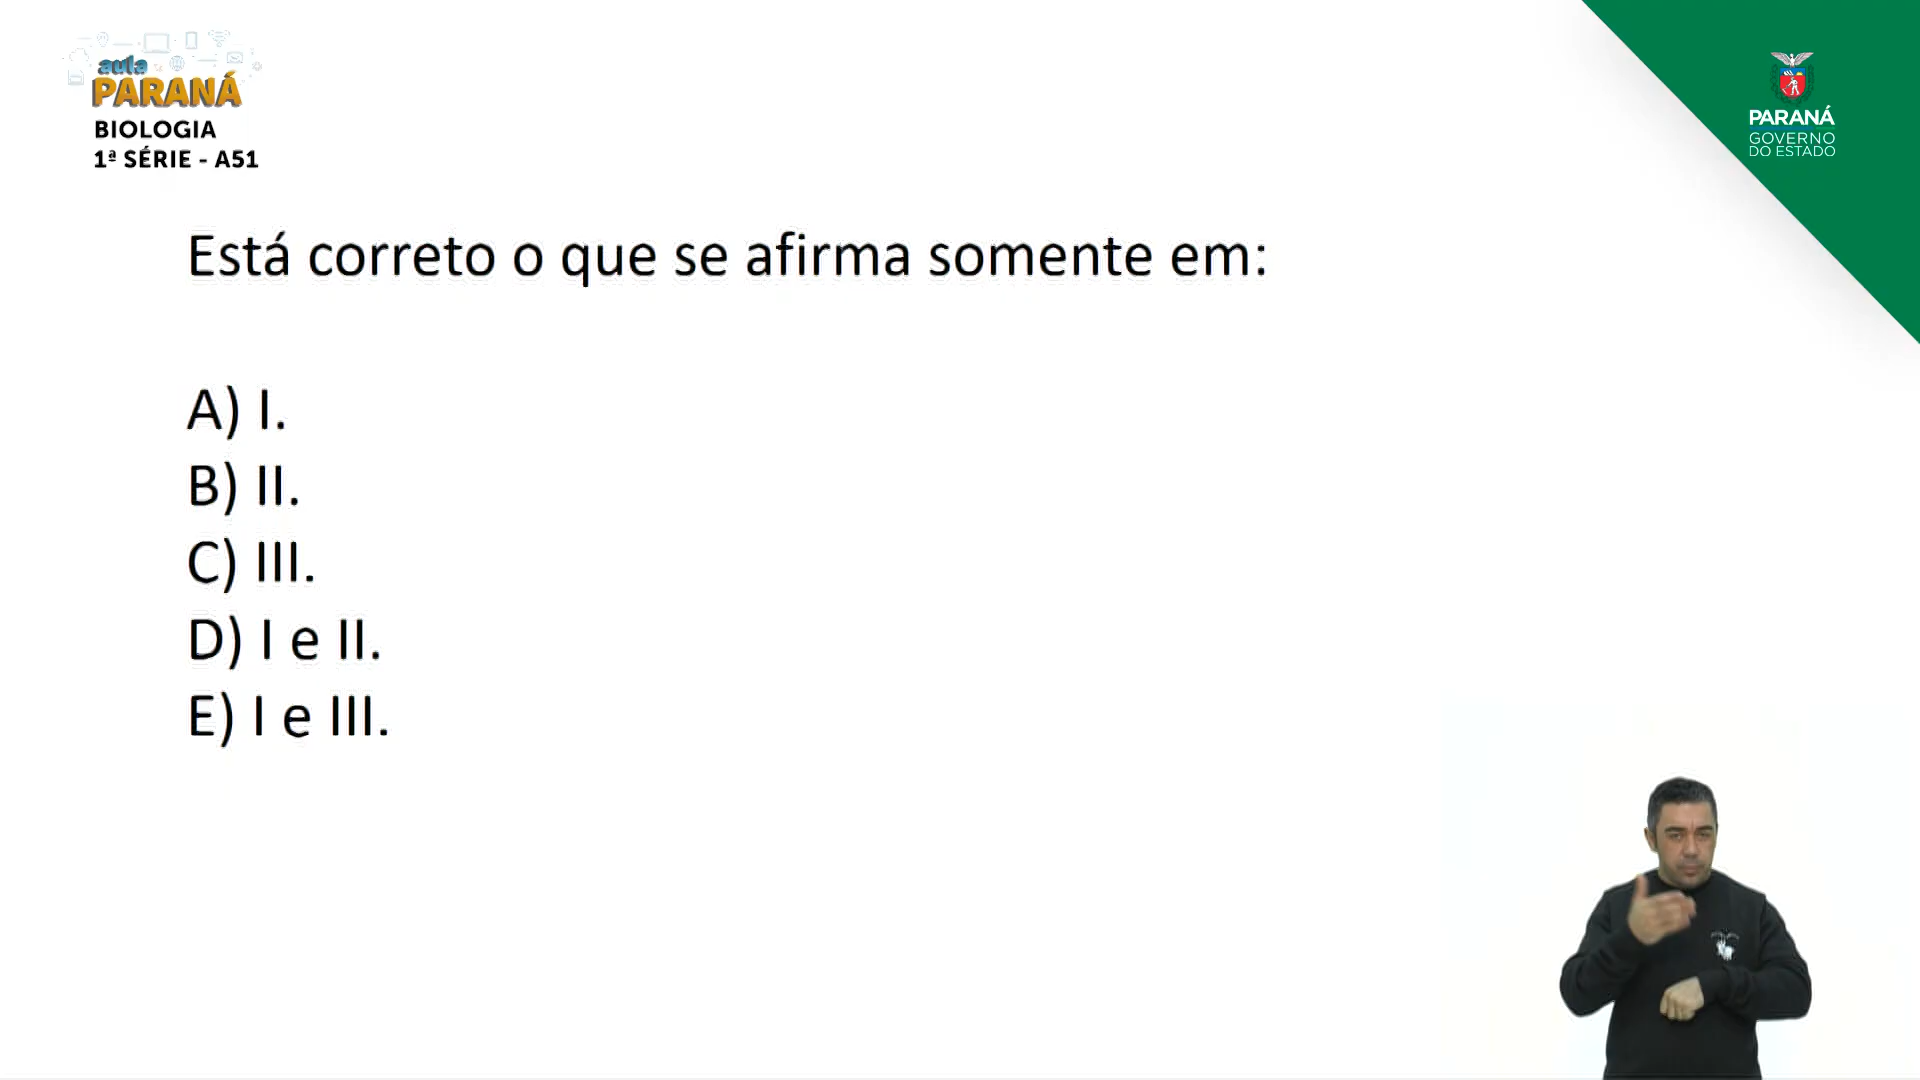 aula
PARANÁ
BIOLOGIA
1ª SÉRIE - A51
PARANÁ
GOVERNO
DO ESTADO
Está correto o que se afirma somente em:
A) I.
B) II.
C) III.
D) I e II.
E) I e III.